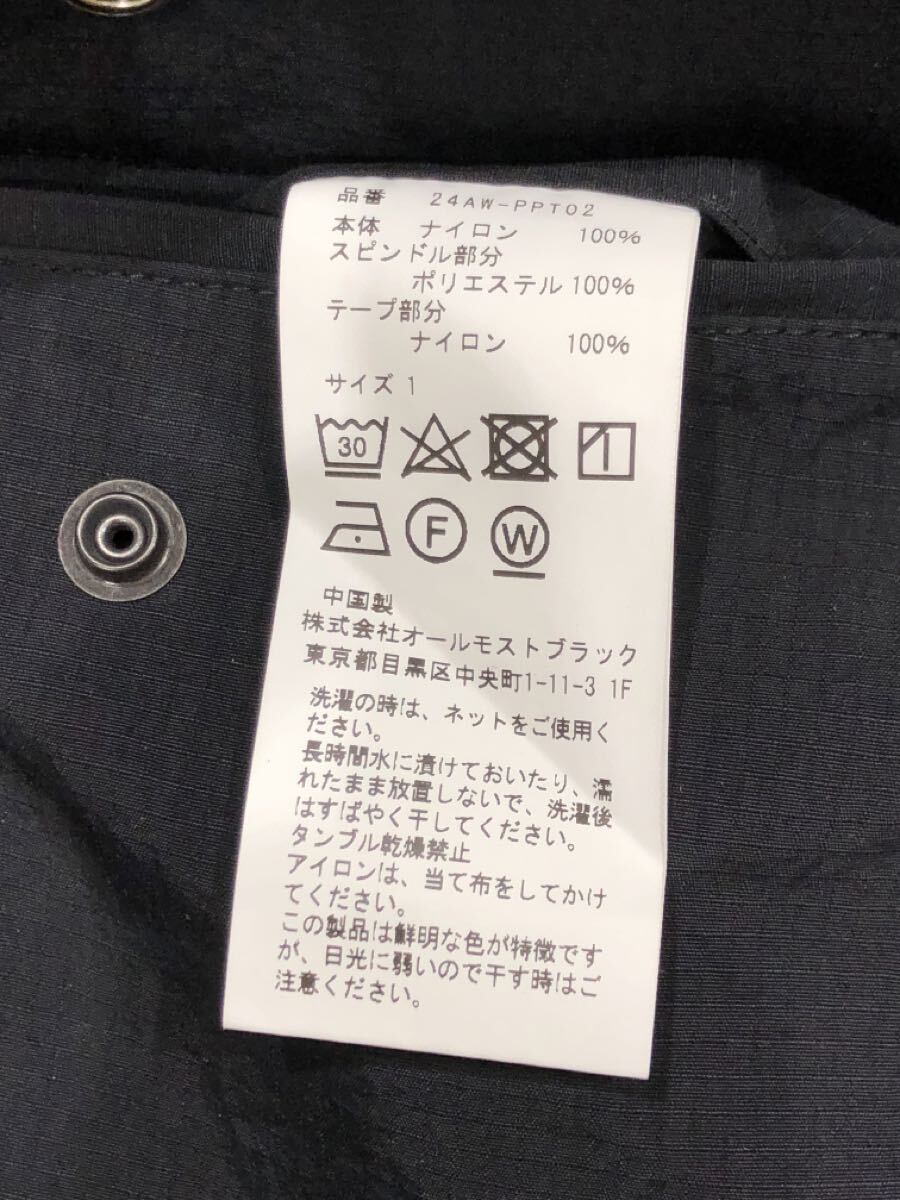 品番 24AW-PPT02
本体 ナイロン 100%
スピンドル部分
ポリエステル 100%
テープ部分
ナイロン 100%
サイズ 1
30
F W
中国製
株式会社オールモストブラック
東京都目黒区中央町1-11-3 1F
洗濯の時は、ネットをご使用く
ださい。
長時間水に漬けておいたり、濡
れたまま放置しないで、洗濯後
はすばやく干してください。
タンブル乾燥禁止
アイロンは、当て布をしてかけ
てください。
この製品は鮮明な色が特徴です
が、日光に弱いので干す時はご
注意ください。